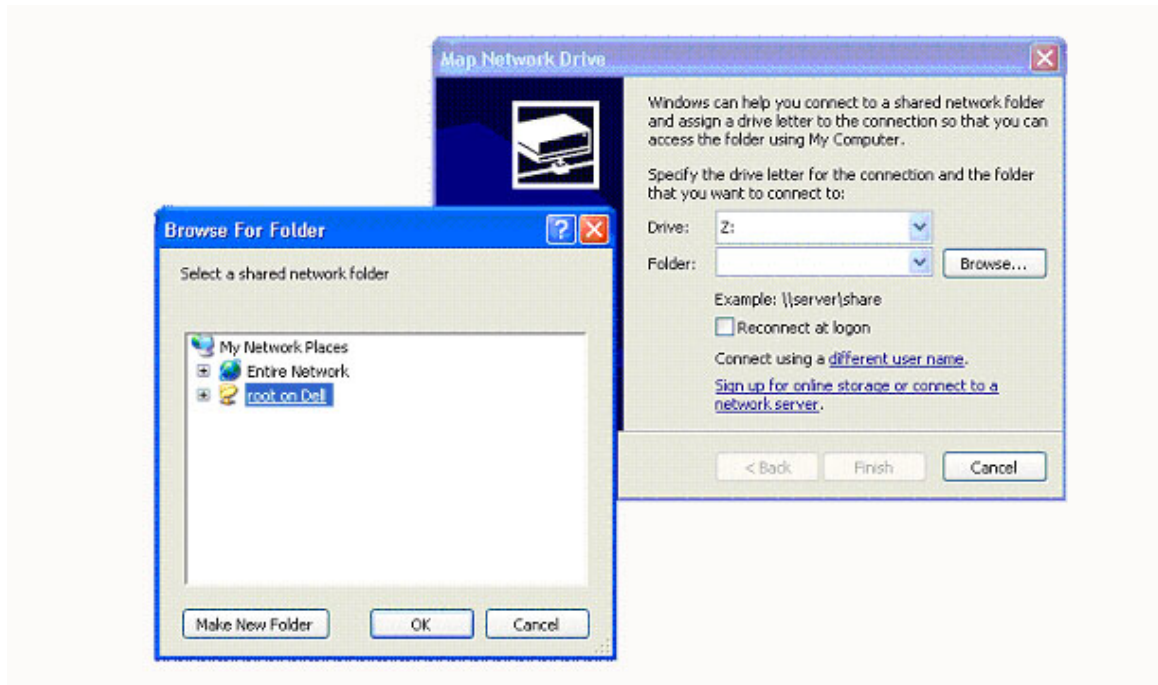 Map Network Drive
Windows can help you connect to a shared network folder
and assign a drive letter to the connection so that you can
access the folder using My Computer.
Specify the drive letter for the connection and the folder
that you want to connect to:
Drive: Z:
Folder: Browse...
Example: \\server\share
Reconnect at logon
Connect using a different user name.
Sign up for online storage or connect to a
network server.
< Back Finish Cancel
Browse For Folder
Select a shared network folder
My Network Places
Entire Network
root on Dell
Make New Folder OK Cancel